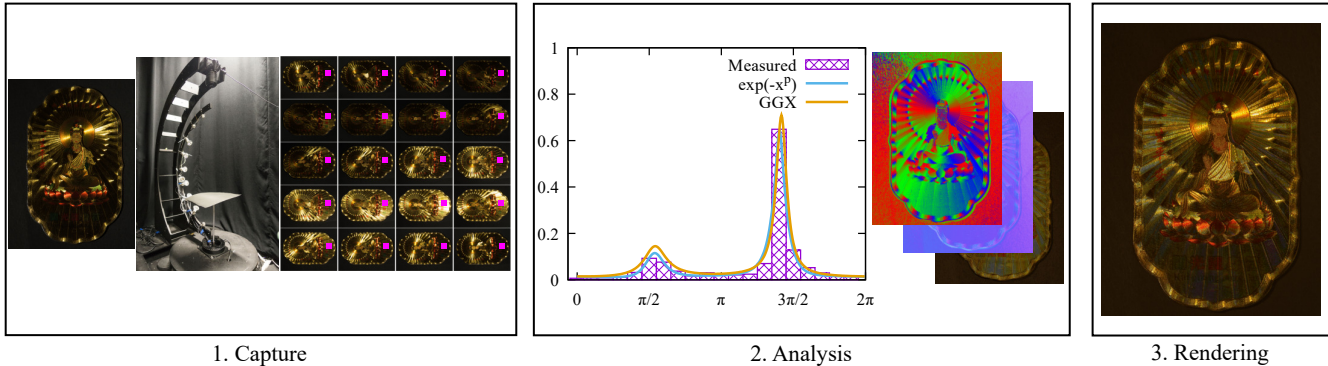 1
0.8
0.6
0.4
0.2
0
Measured
exp(-x^p)
GGX
0 π/2 π 3π/2 2π
1. Capture
2. Analysis
3. Rendering